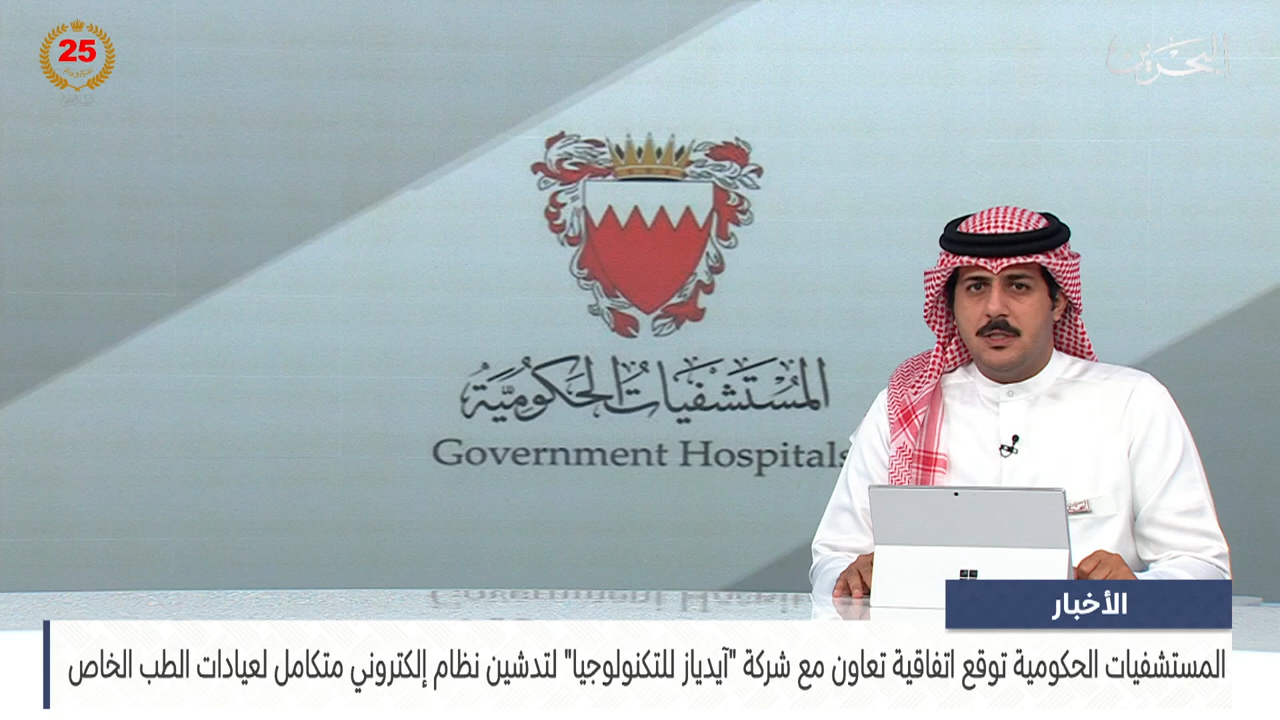 25
البحرين
المستشفيات الحكومية
Government Hospitals
الأخبار
المستشفيات الحكومية توقع اتفاقية تعاون مع شركة "آيدياز للتكنولوجيا" لتدشين نظام إلكتروني متكامل لعيادات الطب الخاص